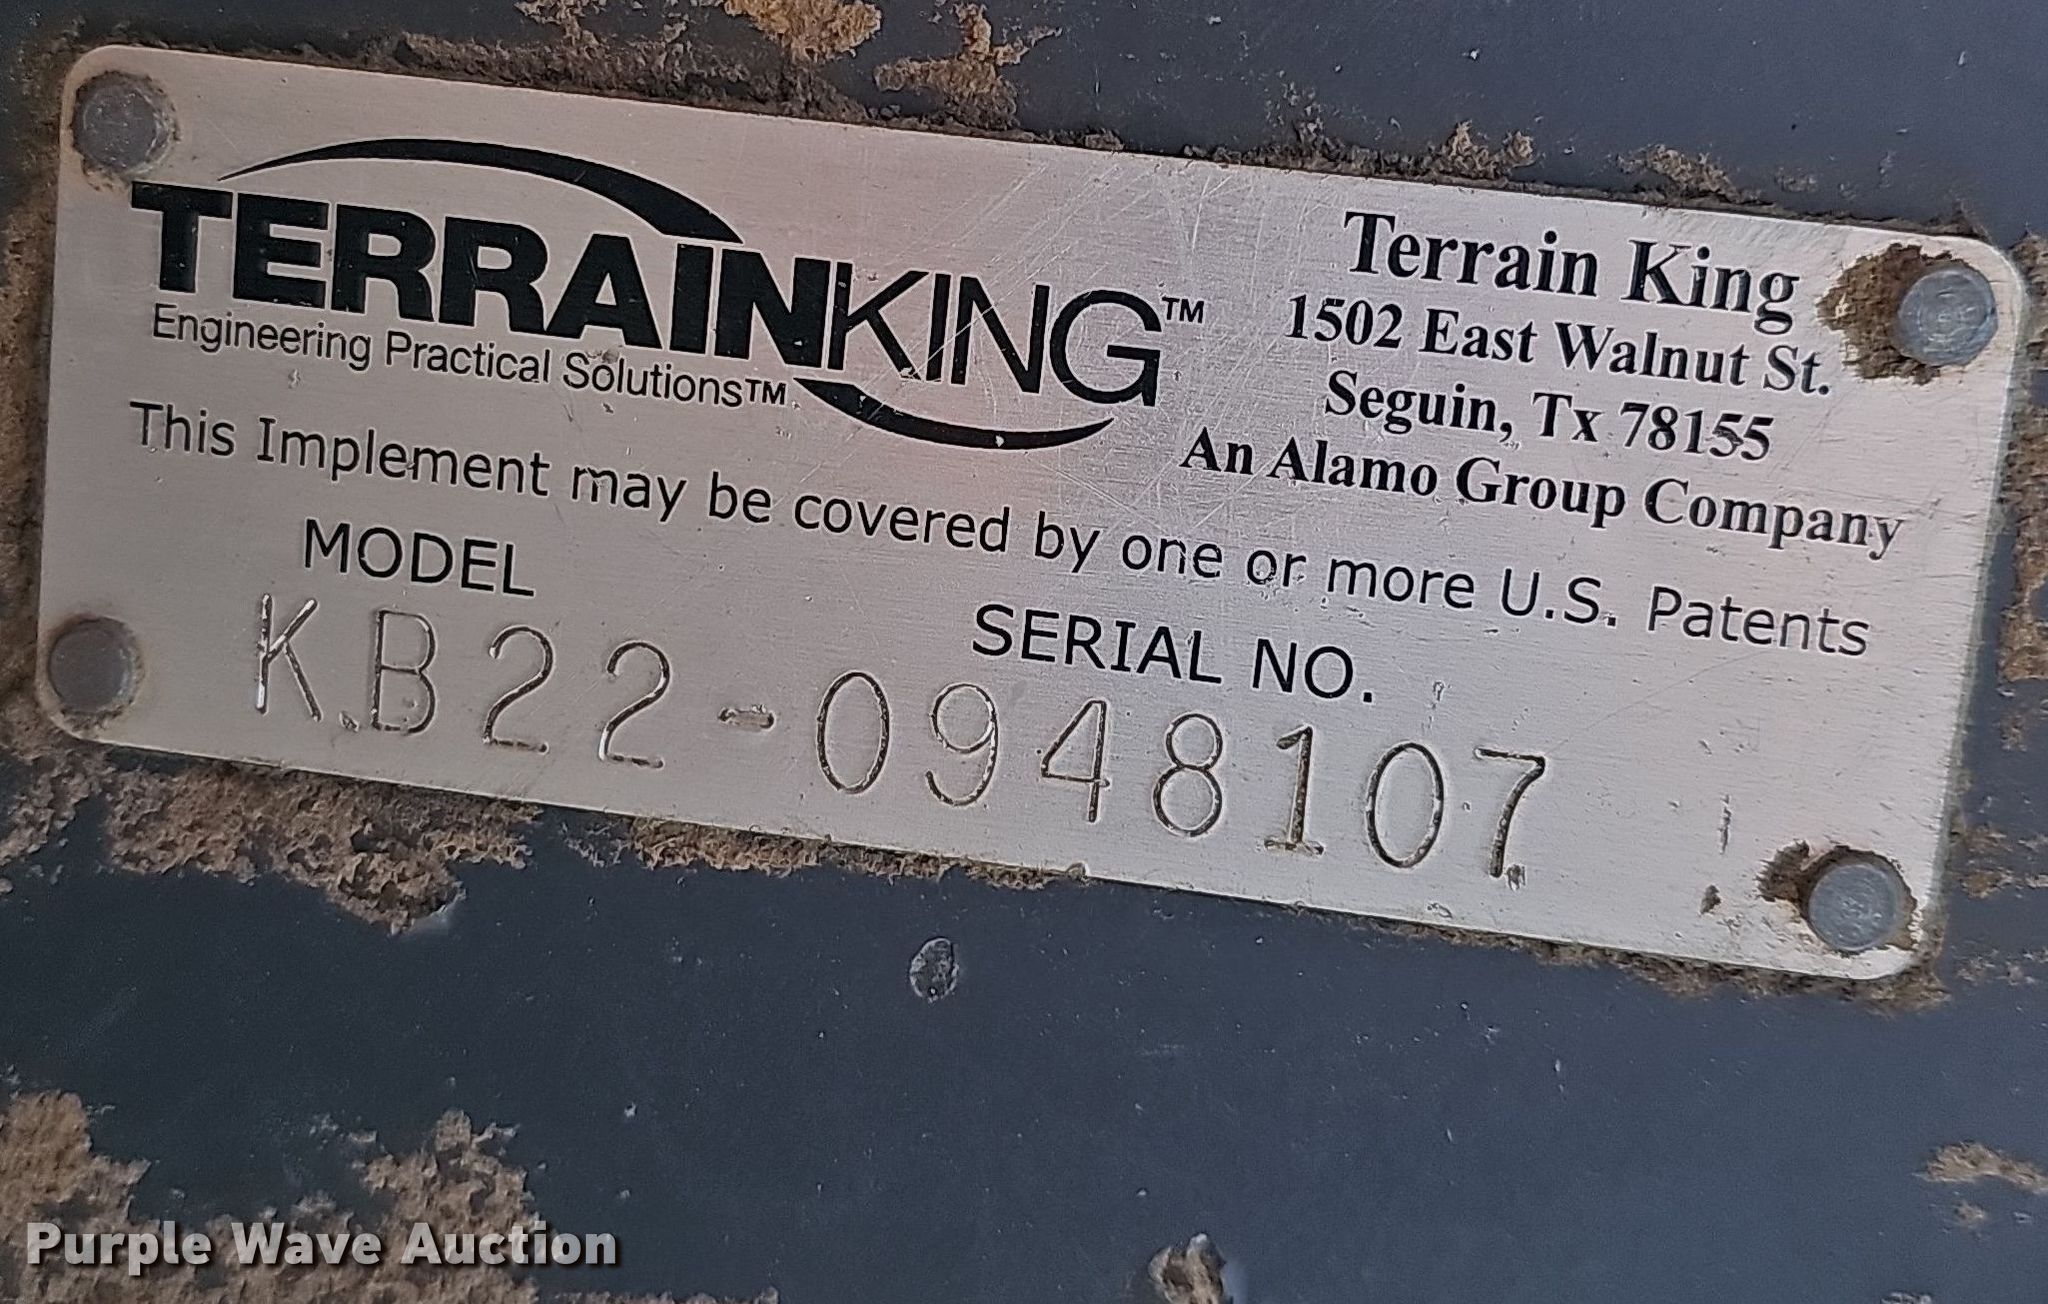 TERRAINKING™
Engineering Practical Solutions™
Terrain King
1502 East Walnut St.
Seguin, Tx 78155
An Alamo Group Company
This Implement may be covered by one or more U.S. Patents
MODEL
SERIAL NO.
KB22-0948107
Purple Wave Auction